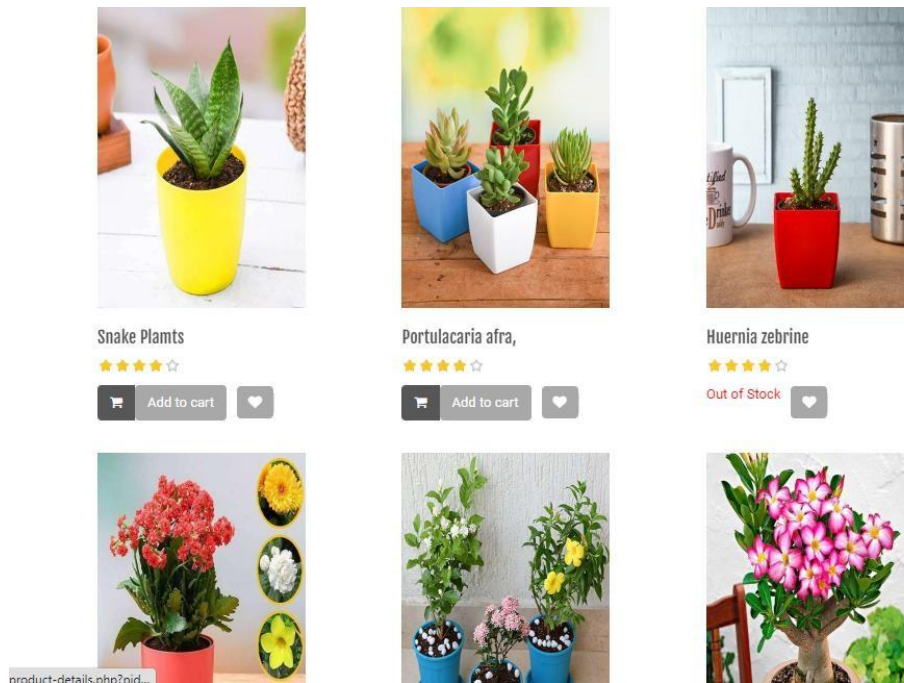 Snake Plamts
Portulacaria afra,
Huernia zebrine
Add to cart
Add to cart
Out of Stock
product-details.php?pid...